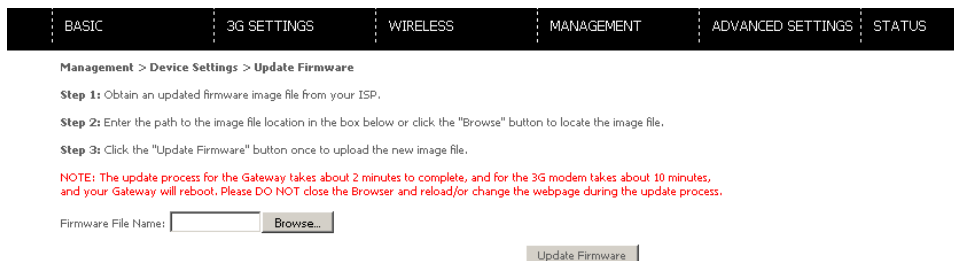 BASIC 3G SETTINGS WIRELESS MANAGEMENT ADVANCED SETTINGS STATUS
Management > Device Settings > Update Firmware
Step 1: Obtain an updated firmware image file from your ISP.
Step 2: Enter the path to the image file location in the box below or click the "Browse" button to locate the image file.
Step 3: Click the "Update Firmware" button once to upload the new image file.
NOTE: The update process for the Gateway takes about 2 minutes to complete, and for the 3G modem takes about 10 minutes,
and your Gateway will reboot. Please DO NOT close the Browser and reload/or change the webpage during the update process.
Firmware File Name: Browse...
Update Firmware